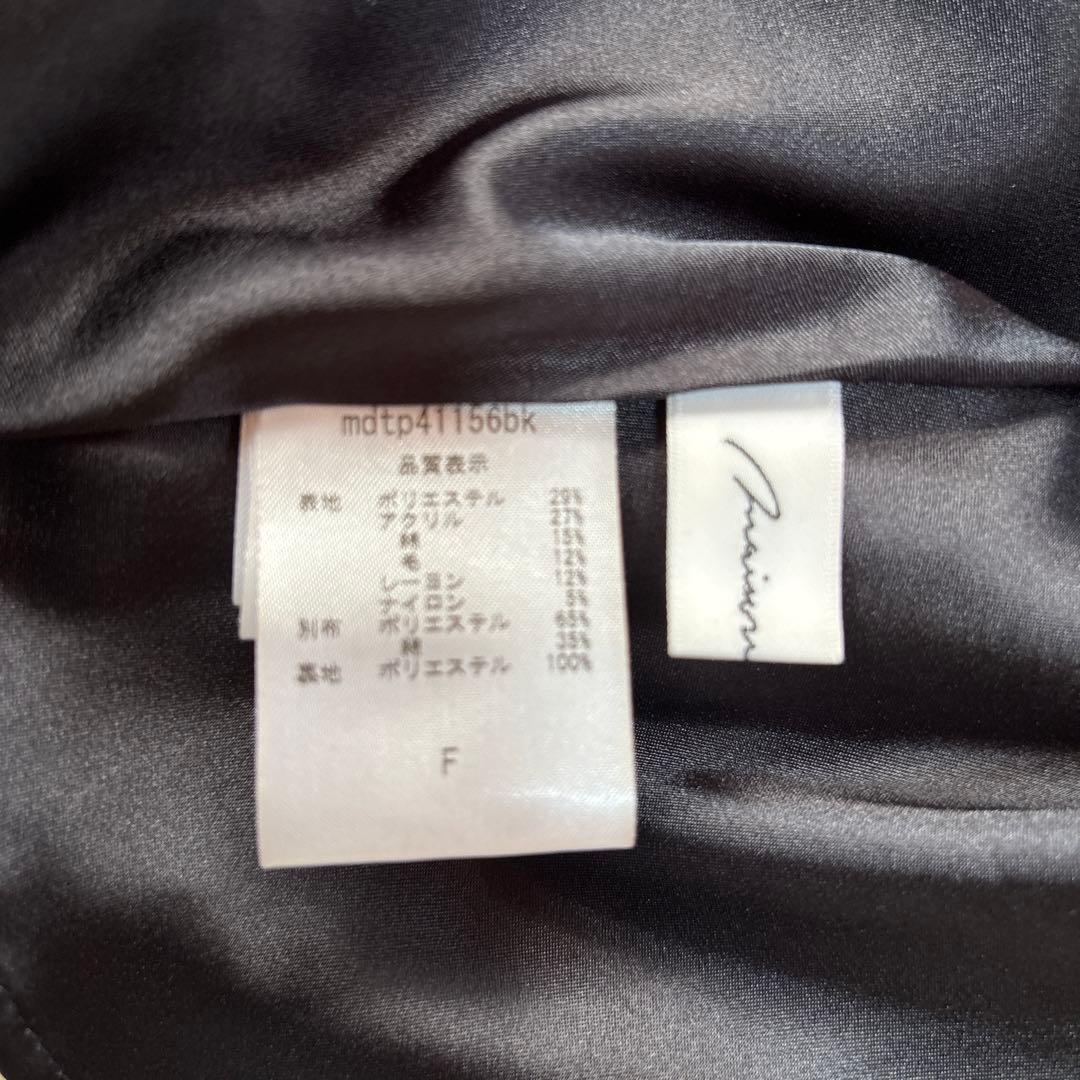 mdtp41156bk
品質表示
表地 ポリエステル 29%
アクリル 27%
綿 15%
毛 12%
レーヨン 12%
ナイロン
別布 ポリエステル 65%
綿 35%
裏地 ポリエステル 100%
F